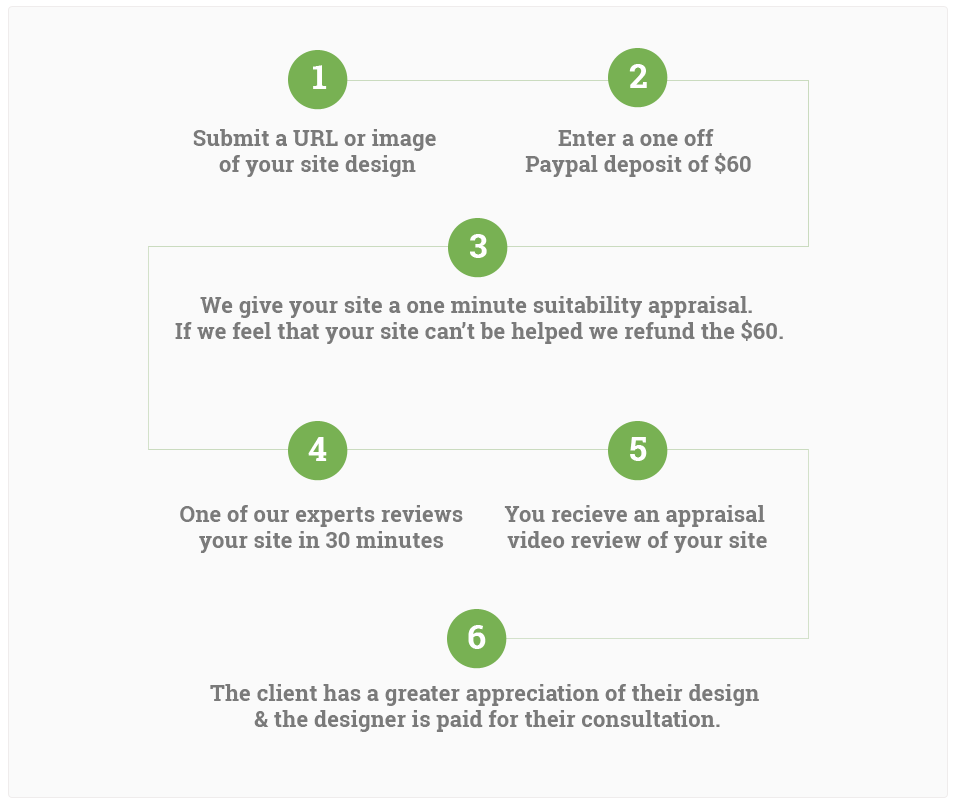 1
Submit a URL or image
of your site design
2
Enter a one off
Paypal deposit of $60
3
We give your site a one minute suitability appraisal.
If we feel that your site can’t be helped we refund the $60.
4
One of our experts reviews
your site in 30 minutes
5
You recieve an appraisal
video review of your site
6
The client has a greater appreciation of their design
& the designer is paid for their consultation.